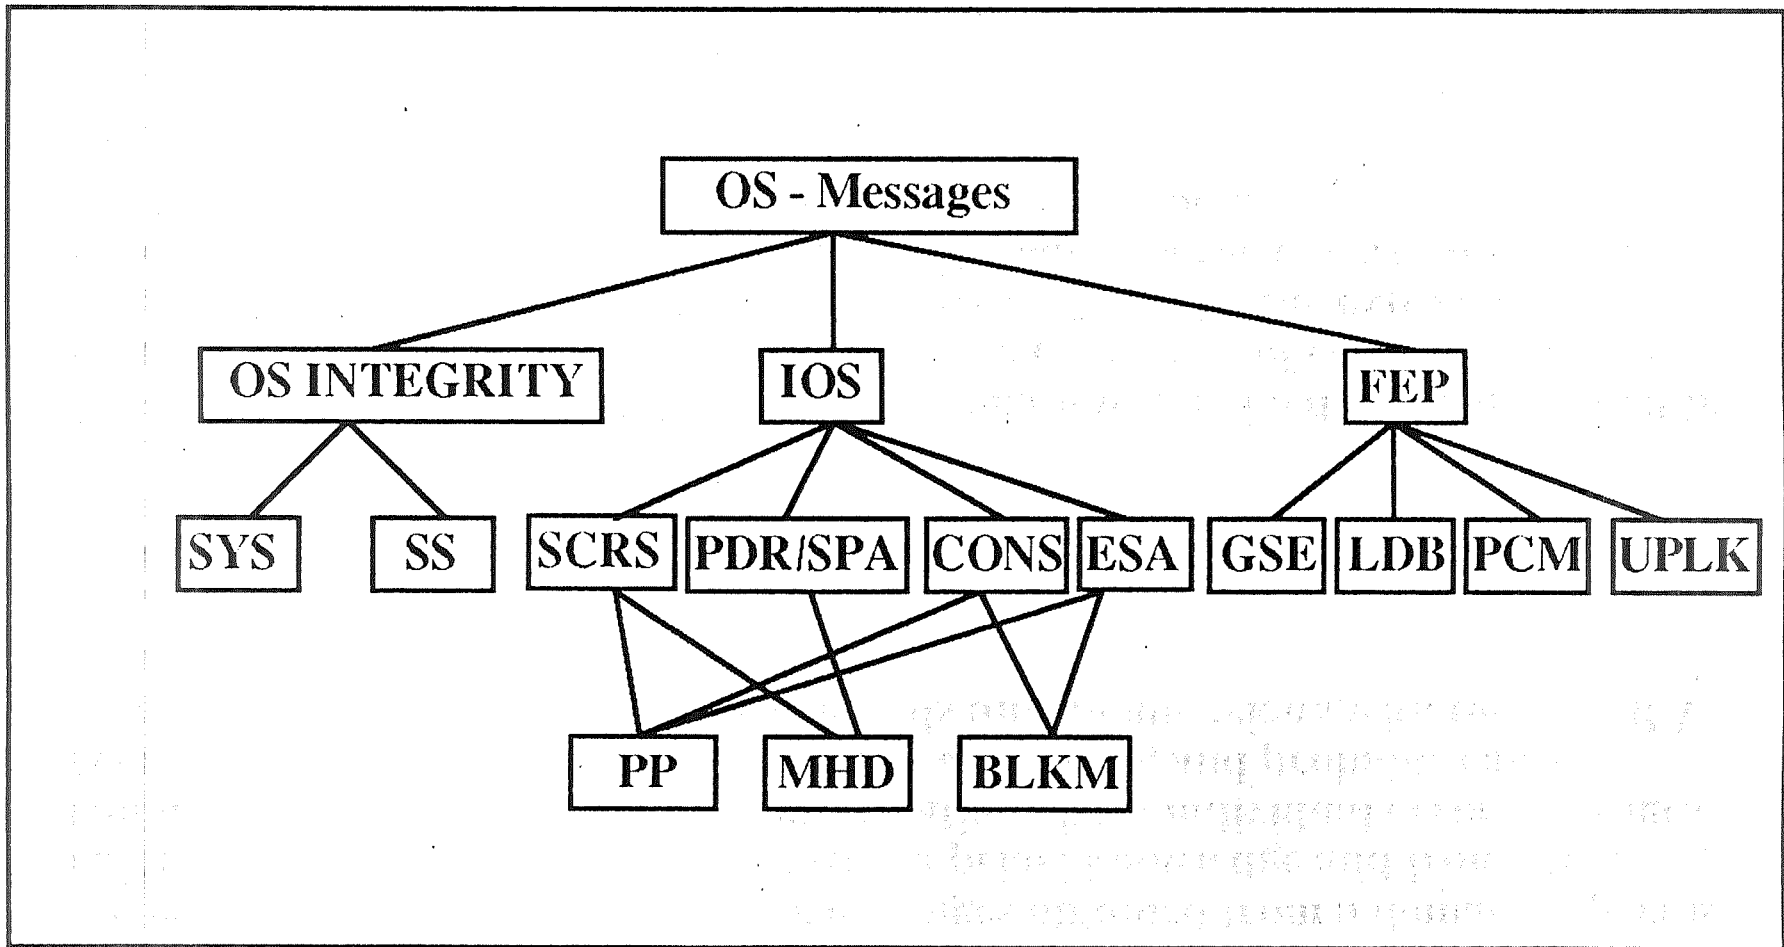 OS - Messages
OS INTEGRITY
IOS
FEP
SYS
SS
SCRS
PDR/SPA
CONS
ESA
GSE
LDB
PCM
UPLK
PP
MHD
BLKM